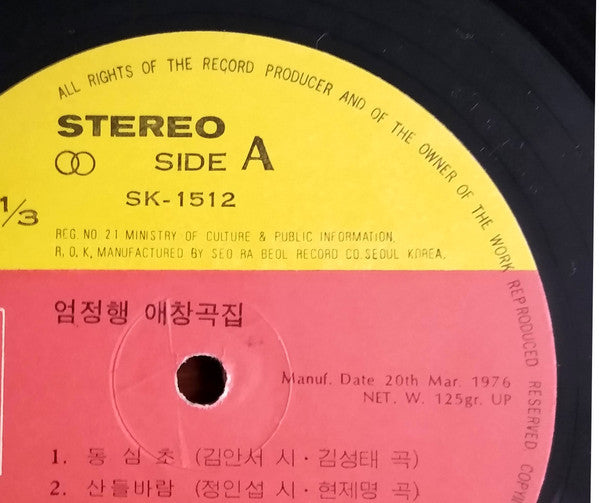 ALL RIGHTS OF THE RECORD PRODUCER AND OF THE OWNER OF THE WORK REPRODUCED RESERVED
STEREO
SIDE A
1/3
SK-1512
REG. NO. 21 MINISTRY OF CULTURE & PUBLIC INFORMATION.
R. O. K. MANUFACTURED BY SEO RA BEOL RECORD CO. SEOUL KOREA.
엄정행 애창곡집
Manuf. Date 20th Mar. 1976
NET. W. 125gr. UP
1. 동심초 (김안서 시·김성태 곡)
2. 산들바람 (정인섭 시·현제명 곡)